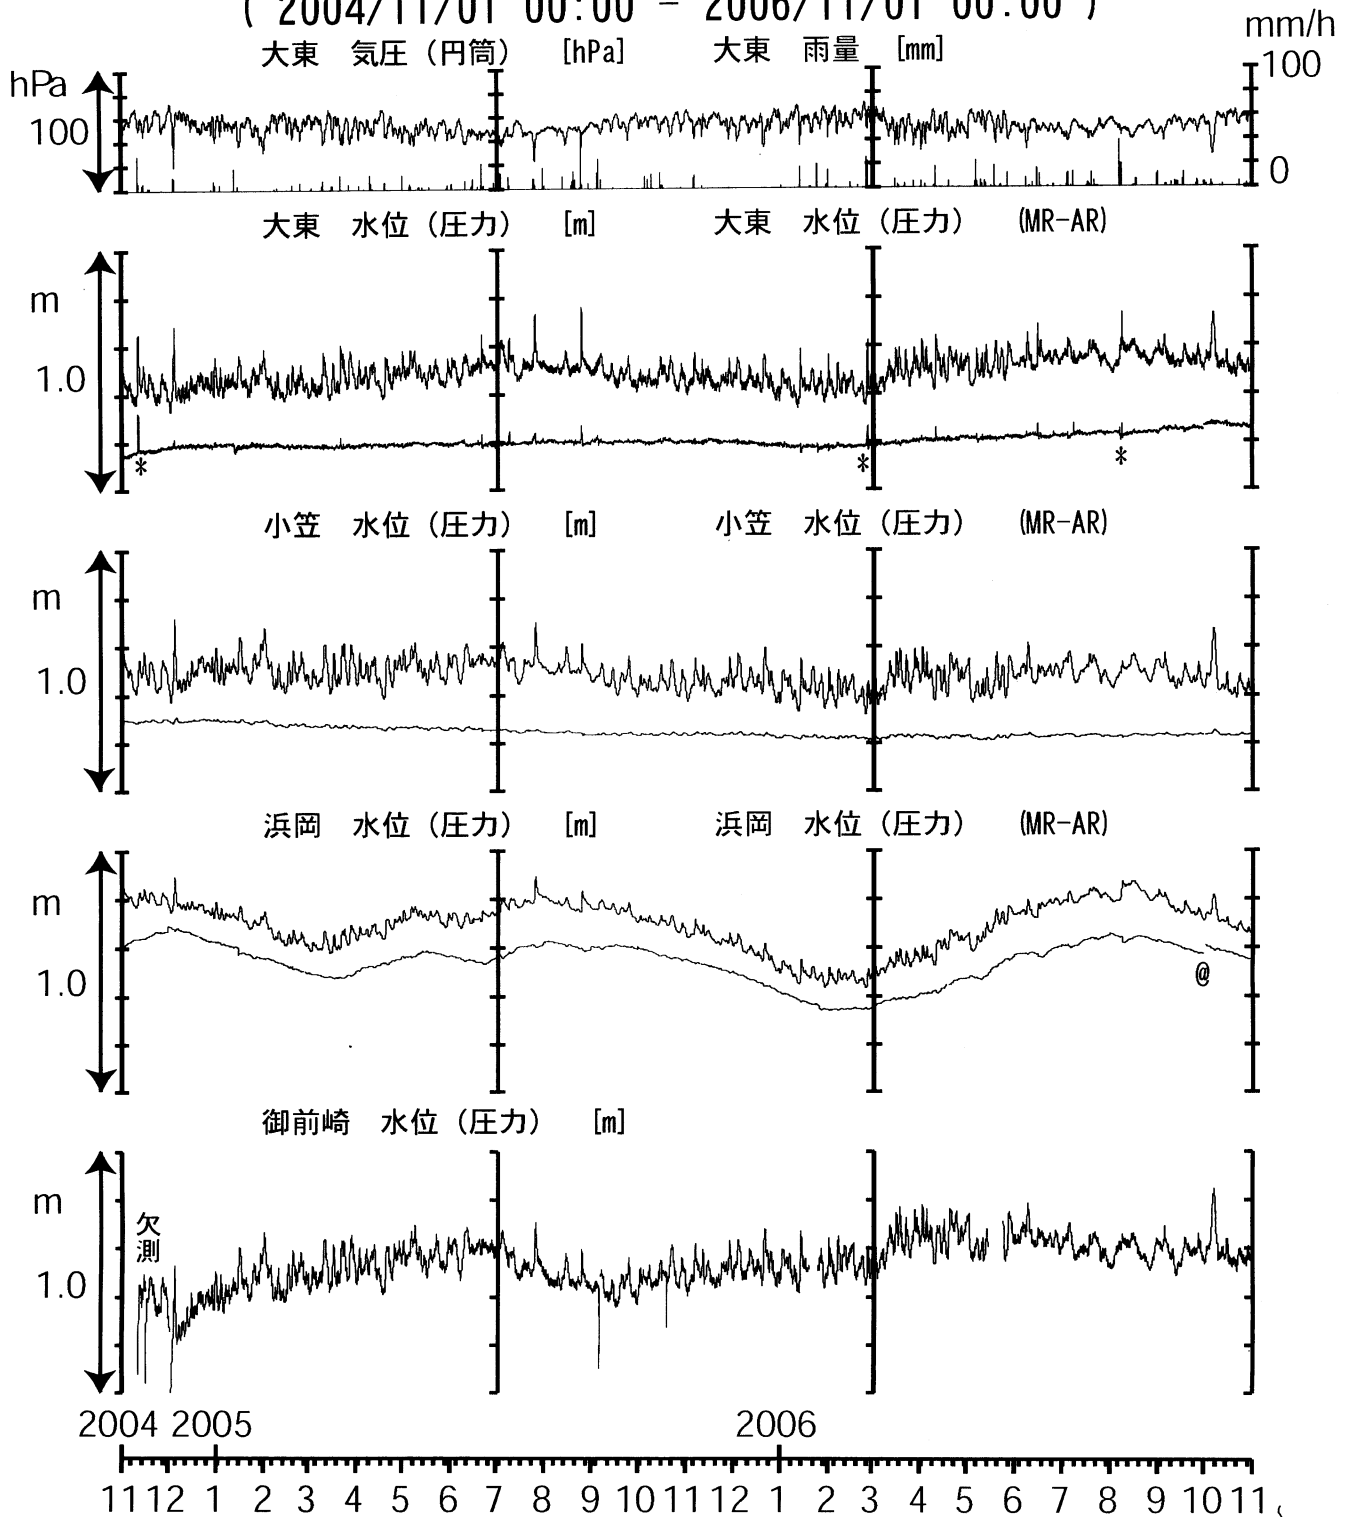 ( 2004/11/01 00:00 - 2006/11/01 00:00 )
mm/h
大東 気圧（円筒） [hPa] 大東 雨量 [mm]
hPa
100
100
0
大東 水位（圧力） [m] 大東 水位（圧力） (MR-AR)
m
1.0
* * *
小笠 水位（圧力） [m] 小笠 水位（圧力） (MR-AR)
m
1.0
浜岡 水位（圧力） [m] 浜岡 水位（圧力） (MR-AR)
m
1.0
@
御前崎 水位（圧力） [m]
m
欠測
1.0
2004 2005 2006
11 12 1 2 3 4 5 6 7 8 9 10 11 12 1 2 3 4 5 6 7 8 9 10 11